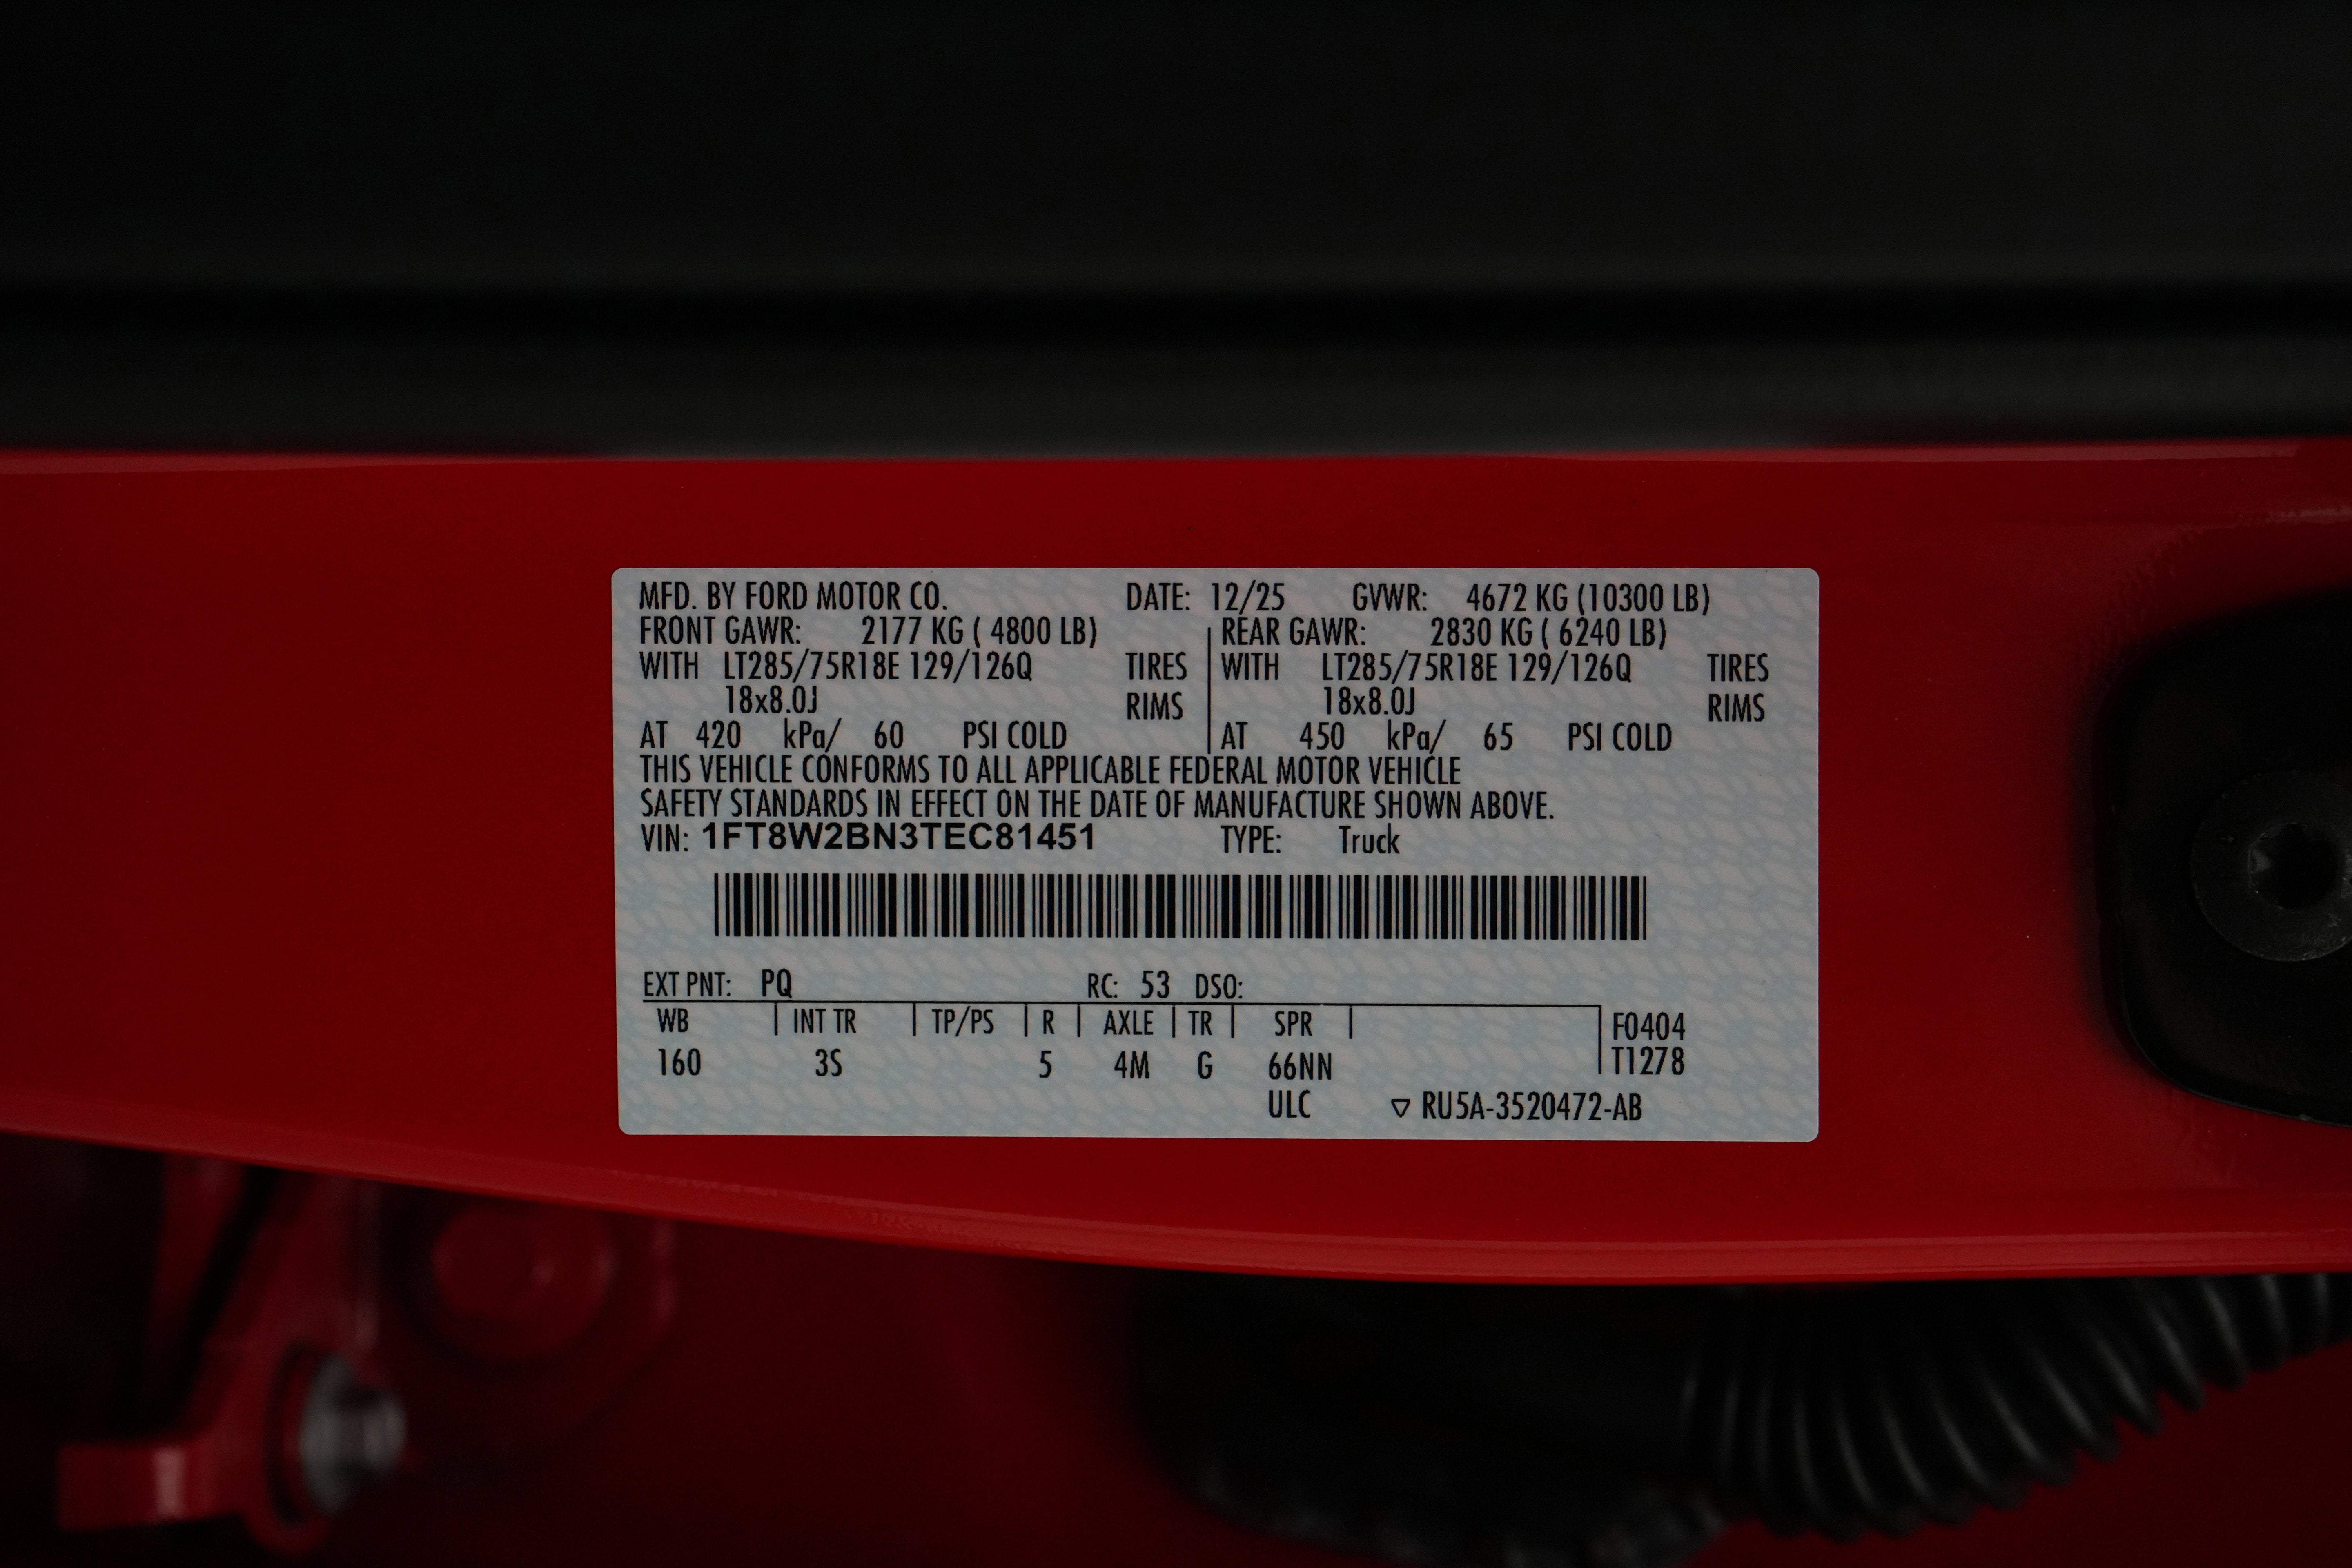 MFD. BY FORD MOTOR CO. DATE: 12/25 GVWR: 4672 KG (10300 LB)
FRONT GAWR: 2177 KG ( 4800 LB) REAR GAWR: 2830 KG ( 6240 LB)
WITH LT285/75R18E 129/126Q TIRES WITH LT285/75R18E 129/126Q TIRES
18x8.0J RIMS 18x8.0J RIMS
AT 420 kPa/ 60 PSI COLD AT 450 kPa/ 65 PSI COLD
THIS VEHICLE CONFORMS TO ALL APPLICABLE FEDERAL MOTOR VEHICLE
SAFETY STANDARDS IN EFFECT ON THE DATE OF MANUFACTURE SHOWN ABOVE.
VIN: 1FT8W2BN3TEC81451 TYPE: Truck
EXT PNT: PQ RC: 53 DSO:
WB INT TR TP/PS R AXLE TR SPR F0404
160 3S 5 4M G 66NN T1278
ULC ▽ RU5A-3520472-AB